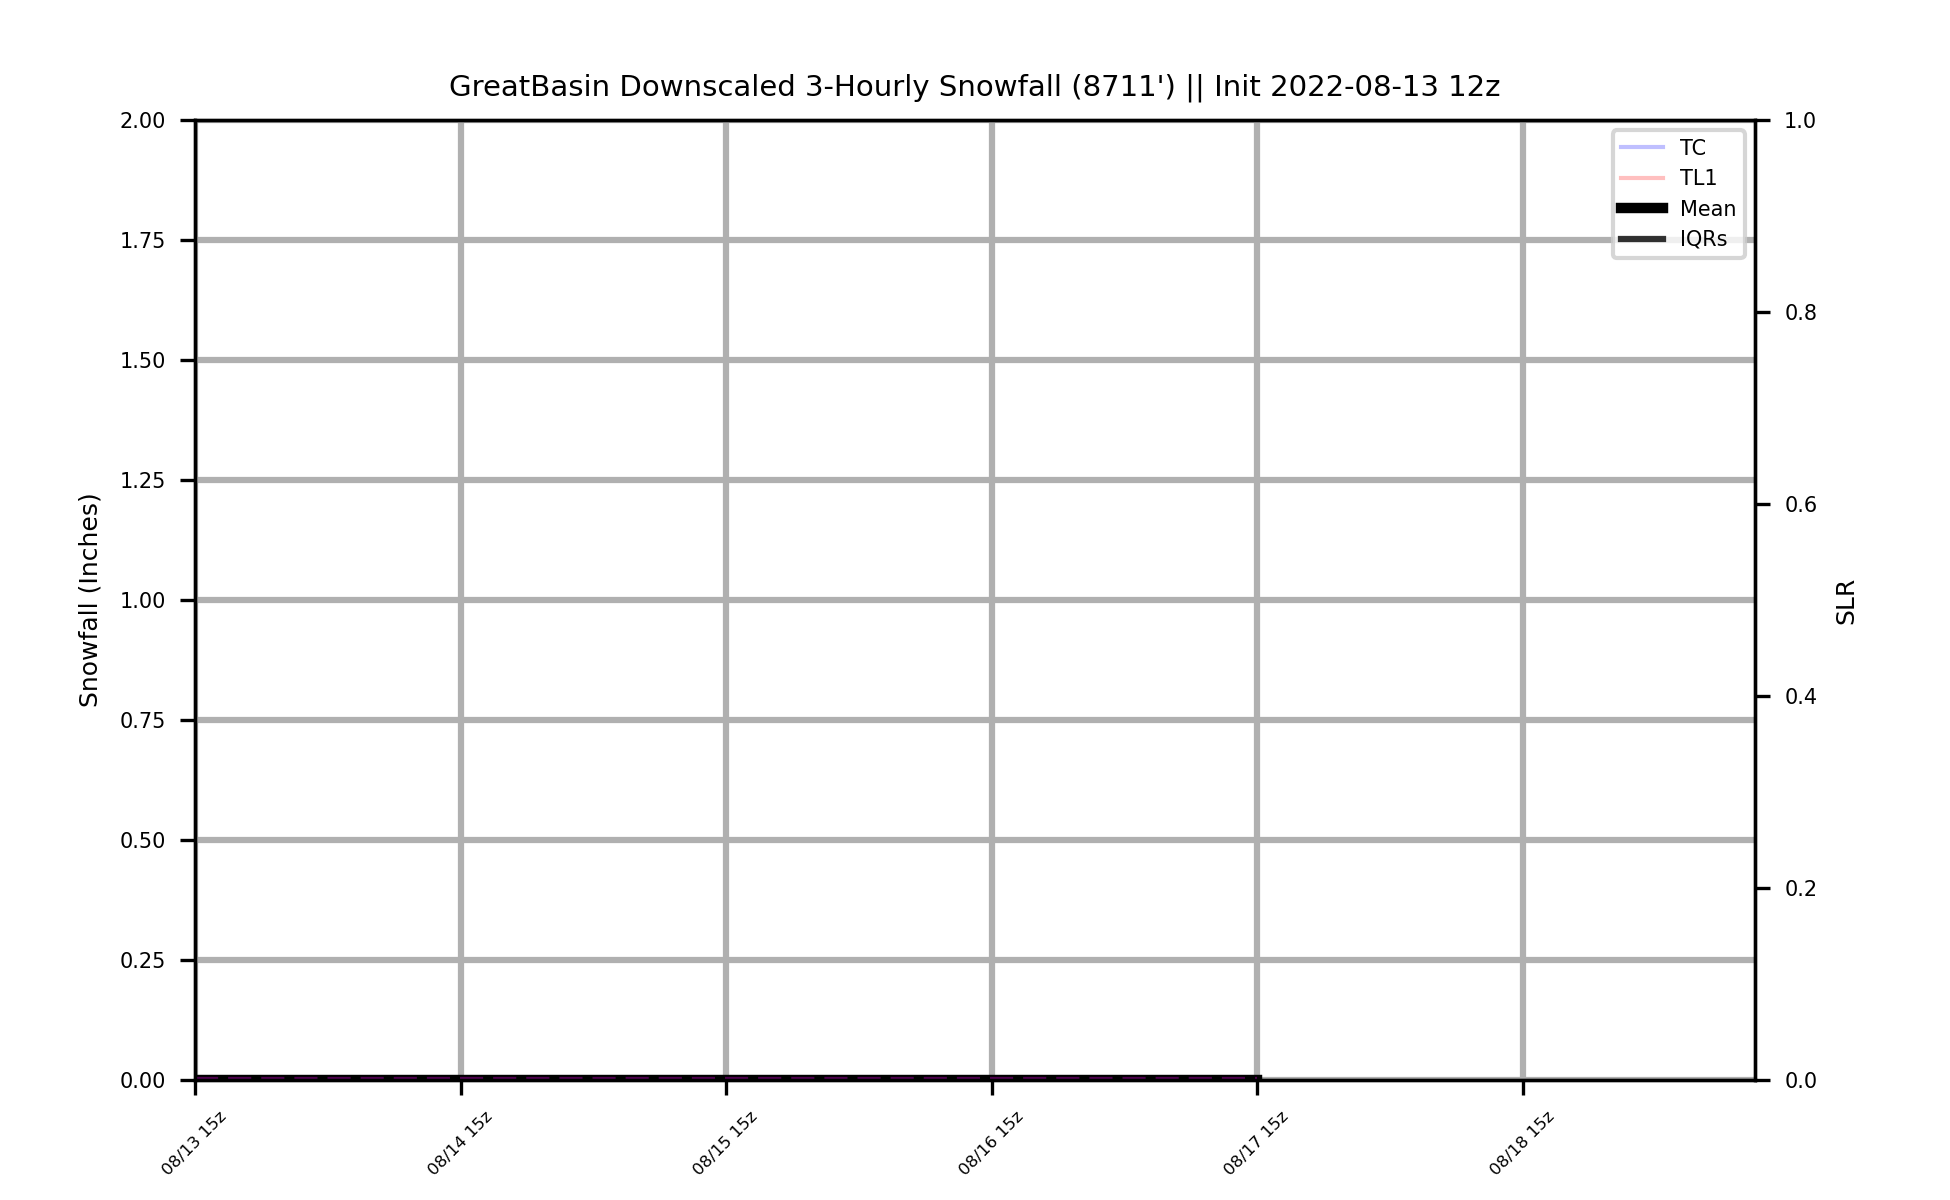 GreatBasin Downscaled 3-Hourly Snowfall (8711') || Init 2022-08-13 12z
2.00
1.75
1.50
1.25
1.00
0.75
0.50
0.25
0.00
Snowfall (Inches)
TC
TL1
Mean
IQRs
1.0
0.8
0.6
0.4
0.2
0.0
SLR
08/13 15z
08/14 15z
08/15 15z
08/16 15z
08/17 15z
08/18 15z